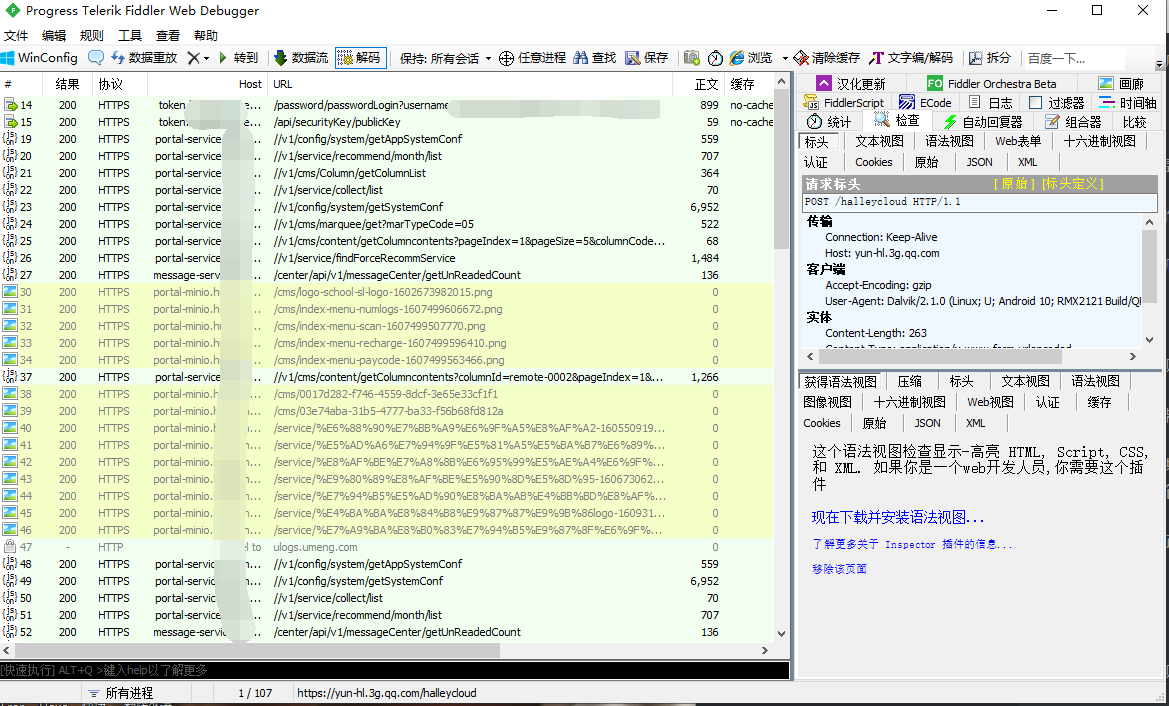 Progress Telerik Fiddler Web Debugger
文件 编辑 规则 工具 查看 帮助
WinConfig 数据重放 转到 数据流 解码 保持: 所有会话 任意进程 查找 保存 浏览 清除缓存 文字编/解码 拆分 百度一下...
# 结果 协议 Host URL 正文 缓存
14 200 HTTPS token. e... /password/passwordLogin?username 899 no-cache
15 200 HTTPS token. e... /api/securityKey/publicKey 59 no-cache
19 200 HTTPS portal-service ... //v1/config/system/getAppSystemConf 559
20 200 HTTPS portal-service ... //v1/service/recommend/month/list 707
21 200 HTTPS portal-service ... //v1/cms/Column/getColumnList 364
22 200 HTTPS portal-service ... //v1/service/collect/list 70
23 200 HTTPS portal-service ... //v1/config/system/getSystemConf 6,952
24 200 HTTPS portal-service ... //v1/cms/marquee/get?marTypeCode=05 522
25 200 HTTPS portal-service ... //v1/cms/content/getColumncontents?pageIndex=1&pageSize=5&columnCode... 68
26 200 HTTPS portal-service ... //v1/service/findForceRecommService 1,484
27 200 HTTPS message-serv ... /center/api/v1/messageCenter/getUnReadedCount 136
30 200 HTTPS portal-minio.h ... /cms/logo-school-sl-logo-1602673982015.png 0
31 200 HTTPS portal-minio.h ... /cms/index-menu-numlogs-1607499606672.png 0
32 200 HTTPS portal-minio.h ... /cms/index-menu-scan-1607499507770.png 0
33 200 HTTPS portal-minio.h ... /cms/index-menu-recharge-1607499596410.png 0
34 200 HTTPS portal-minio.h ... /cms/index-menu-paycode-1607499563466.png 0
37 200 HTTPS portal-service ... //v1/cms/content/getColumncontents?columnId=remote-0002&pageIndex=1&... 1,266
38 200 HTTPS portal-minio.h ... /cms/0017d282-f746-4559-8dcf-3e65e33cf1f1 0
39 200 HTTPS portal-minio.h ... /cms/03e74aba-31b5-4777-ba33-f56b68fd812a 0
40 200 HTTPS portal-minio.h ... /service/%E6%88%90%E7%BB%A9%E6%9F%A5%E8%AF%A2-160550919... 0
41 200 HTTPS portal-minio.h ... /service/%E5%AD%A6%E7%94%9F%E5%81%A5%E5%BA%B7%E6%89%... 0
42 200 HTTPS portal-minio.h ... /service/%E8%AF%BE%E7%A8%8B%E6%95%99%E5%AE%A4%E6%9F%... 0
43 200 HTTPS portal-minio.h ... /service/%E9%80%89%E8%AF%BE%E5%90%8D%E5%8D%95-160673062... 0
44 200 HTTPS portal-minio.h ... /service/%E7%94%B5%E5%AD%90%E8%BA%AB%E4%BB%BD%E8%AF%... 0
45 200 HTTPS portal-minio.h ... /service/%E4%BA%BA%E8%84%B8%E9%87%87%E9%9B%86logo-160931... 0
46 200 HTTPS portal-minio.h ... /service/%E7%A9%BA%E8%B0%83%E7%94%B5%E9%87%8F%E6%9F%... 0
47 - HTTP l to ulogs.umeng.com 0
48 200 HTTPS portal-service ... //v1/config/system/getAppSystemConf 559
49 200 HTTPS portal-service ... //v1/config/system/getSystemConf 6,952
50 200 HTTPS portal-service ... //v1/service/collect/list 70
51 200 HTTPS portal-service ... //v1/service/recommend/month/list 707
52 200 HTTPS message-servi ... /center/api/v1/messageCenter/getUnReadedCount 136
[快速执行] ALT+Q >键入help以了解更多
所有进程 1 / 107 https://yun-hl.3g.qq.com/halleycloud
汉化更新 FO Fiddler Orchestra Beta 画廊
FiddlerScript ECode 日志 过滤器 时间轴
统计 检查 自动回复器 组合器 比较
标头 文本视图 语法视图 Web表单 十六进制视图
认证 Cookies 原始 JSON XML
请求标头 [原始] [标头定义]
POST /halleycloud HTTP/1.1
传输
Connection: Keep-Alive
Host: yun-hl.3g.qq.com
客户端
Accept-Encoding: gzip
User-Agent: Dalvik/2.1.0 (Linux; U; Android 10; RMX2121 Build/QI
实体
Content-Length: 263
Content-Type: application/x-www-form-urlencoded
获得语法视图 压缩 标头 文本视图 语法视图
图像视图 十六进制视图 Web视图 认证 缓存
Cookies 原始 JSON XML
这个语法视图检查显示-高亮 HTML, Script, CSS,
和 XML. 如果你是一个web开发人员,你需要这个插
件
现在下载并安装语法视图...
了解更多关于 Inspector 插件的信息...
移除该页面